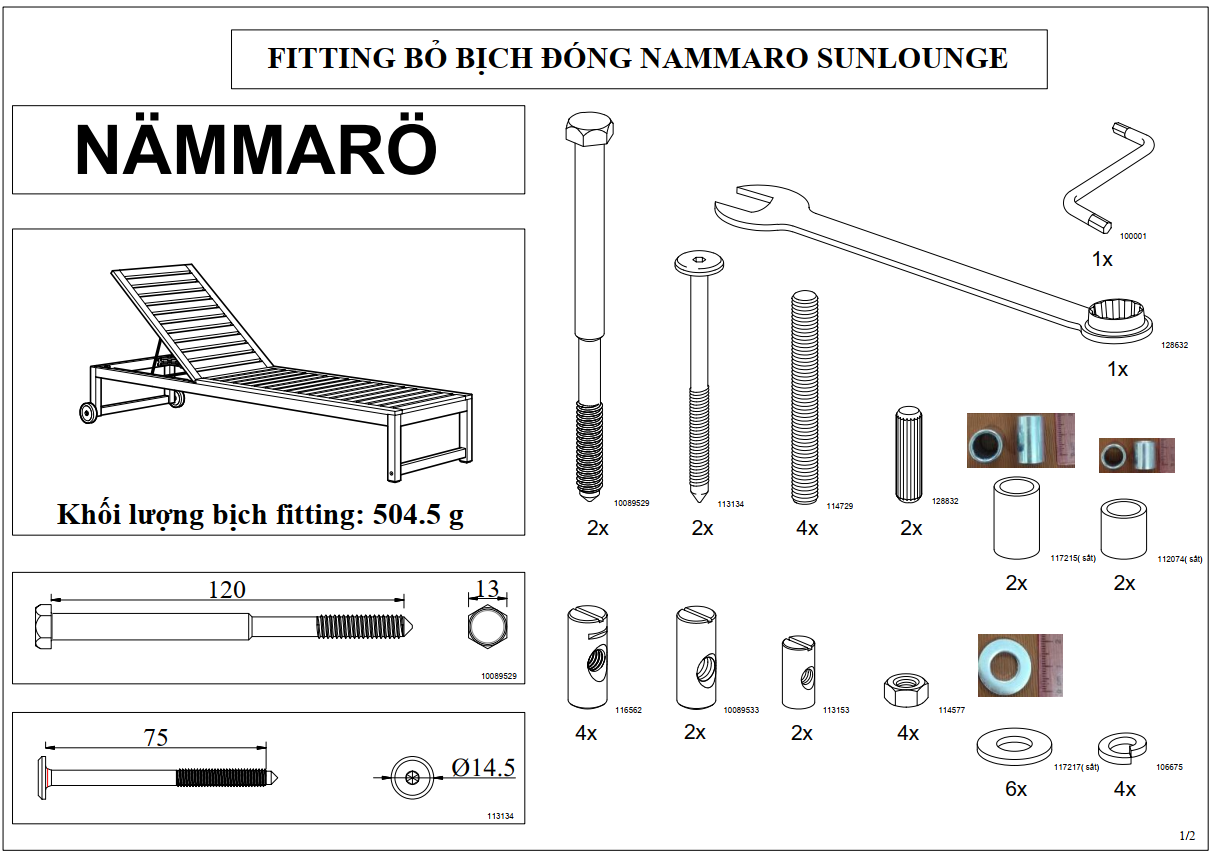 FITTING BỎ BỊCH ĐÓNG NAMMARO SUNLOUNGE
NÄMMARÖ
Khối lượng bịch fitting: 504.5 g
120
13
10089529
75
Ø14.5
113134
100001
1x
128632
1x
10089529
2x
113134
2x
114729
4x
128832
2x
117215( sắt)
2x
112074( sắt)
2x
116562
4x
10089533
2x
113153
2x
114577
4x
117217( sắt)
6x
106675
4x
1/2